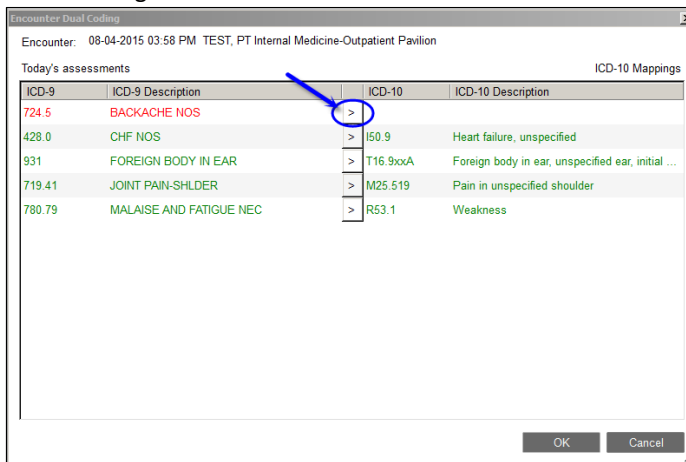 Encounter Dual Coding
Encounter: 08-04-2015 03:58 PM TEST, PT Internal Medicine-Outpatient Pavilion
Today's assessments ICD-10 Mappings
ICD-9 ICD-9 Description ICD-10 ICD-10 Description
724.5 BACKACHE NOS >
428.0 CHF NOS > I50.9 Heart failure, unspecified
931 FOREIGN BODY IN EAR > T16.9xxA Foreign body in ear, unspecified ear, initial ...
719.41 JOINT PAIN-SHLDER > M25.519 Pain in unspecified shoulder
780.79 MALAISE AND FATIGUE NEC > R53.1 Weakness
OK Cancel